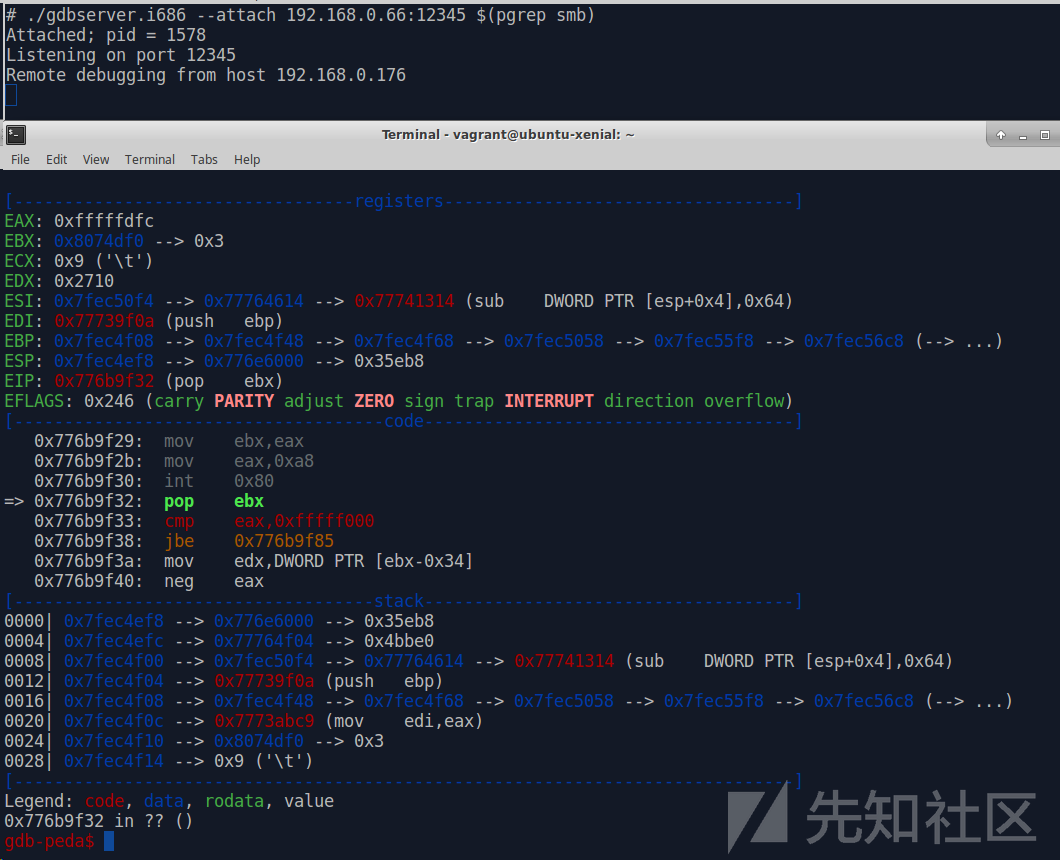 # ./gdbserver.i686 --attach 192.168.0.66:12345 $(pgrep smb)
Attached; pid = 1578
Listening on port 12345
Remote debugging from host 192.168.0.176
Terminal - vagrant@ubuntu-xenial: ~
File Edit View Terminal Tabs Help
[----------------------------------registers-----------------------------------]
EAX: 0xfffffdfc
EBX: 0x8074df0 --> 0x3
ECX: 0x9 ('\t')
EDX: 0x2710
ESI: 0x7fec50f4 --> 0x77764614 --> 0x77741314 (sub    DWORD PTR [esp+0x4],0x64)
EDI: 0x77739f0a (push   ebp)
EBP: 0x7fec4f08 --> 0x7fec4f48 --> 0x7fec4f68 --> 0x7fec5058 --> 0x7fec55f8 --> 0x7fec56c8 (--> ...)
ESP: 0x7fec4ef8 --> 0x776e6000 --> 0x35eb8
EIP: 0x776b9f32 (pop    ebx)
EFLAGS: 0x246 (carry PARITY adjust ZERO sign trap INTERRUPT direction overflow)
[-------------------------------------code-------------------------------------]
   0x776b9f29:  mov    ebx,eax
   0x776b9f2b:  mov    eax,0xa8
   0x776b9f30:  int    0x80
=> 0x776b9f32:  pop    ebx
   0x776b9f33:  cmp    eax,0xfffff000
   0x776b9f38:  jbe    0x776b9f85
   0x776b9f3a:  mov    edx,DWORD PTR [ebx-0x34]
   0x776b9f40:  neg    eax
[------------------------------------stack-------------------------------------]
0000| 0x7fec4ef8 --> 0x776e6000 --> 0x35eb8
0004| 0x7fec4efc --> 0x77764f04 --> 0x4bbe0
0008| 0x7fec4f00 --> 0x7fec50f4 --> 0x77764614 --> 0x77741314 (sub    DWORD PTR [esp+0x4],0x64)
0012| 0x7fec4f04 --> 0x77739f0a (push   ebp)
0016| 0x7fec4f08 --> 0x7fec4f48 --> 0x7fec4f68 --> 0x7fec5058 --> 0x7fec55f8 --> 0x7fec56c8 (--> ...)
0020| 0x7fec4f0c --> 0x7773abc9 (mov    edi,eax)
0024| 0x7fec4f10 --> 0x8074df0 --> 0x3
0028| 0x7fec4f14 --> 0x9 ('\t')
[------------------------------------------------------------------------------]
Legend: code, data, rodata, value
0x776b9f32 in ?? ()
gdb-peda$
先知社区